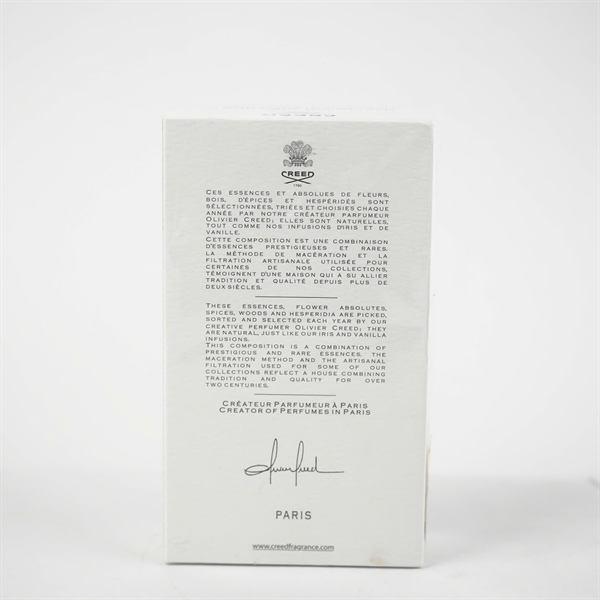 CREED
CREED
1760
CES ESSENCES ET ABSOLUES DE FLEURS,
BOIS, D'ÉPICES ET HESPÉRIDÉS SONT
SÉLECTIONNÉES, TRIÉES ET CHOISIES CHAQUE
ANNÉE PAR NOTRE CRÉATEUR PARFUMEUR
OLIVIER CREED; ELLES SONT NATURELLES,
TOUT COMME NOS INFUSIONS D'IRIS ET DE
VANILLE.
CETTE COMPOSITION EST UNE COMBINAISON
D'ESSENCES PRESTIGIEUSES ET RARES.
LA MÉTHODE DE MACÉRATION ET LA
FILTRATION ARTISANALE UTILISÉE POUR
CERTAINES DE NOS COLLECTIONS,
TÉMOIGNENT D'UNE MAISON QUI A SU ALLIER
TRADITION ET QUALITÉ DEPUIS PLUS DE
DEUX SIÈCLES.
THESE ESSENCES, FLOWER ABSOLUTES,
SPICES, WOODS AND HESPERIDIA ARE PICKED,
SORTED AND SELECTED EACH YEAR BY OUR
CREATIVE PERFUMER OLIVIER CREED; THEY
ARE NATURAL, JUST LIKE OUR IRIS AND VANILLA
INFUSIONS.
THIS COMPOSITION IS A COMBINATION OF
PRESTIGIOUS AND RARE ESSENCES, THE
MACERATION METHOD AND THE ARTISANAL
FILTRATION USED FOR SOME OF OUR
COLLECTIONS REFLECT A HOUSE COMBINING
TRADITION AND QUALITY FOR OVER
TWO CENTURIES.
CRÉATEUR PARFUMEUR À PARIS
CREATOR OF PERFUMES IN PARIS
PARIS
www.creedfragrance.com